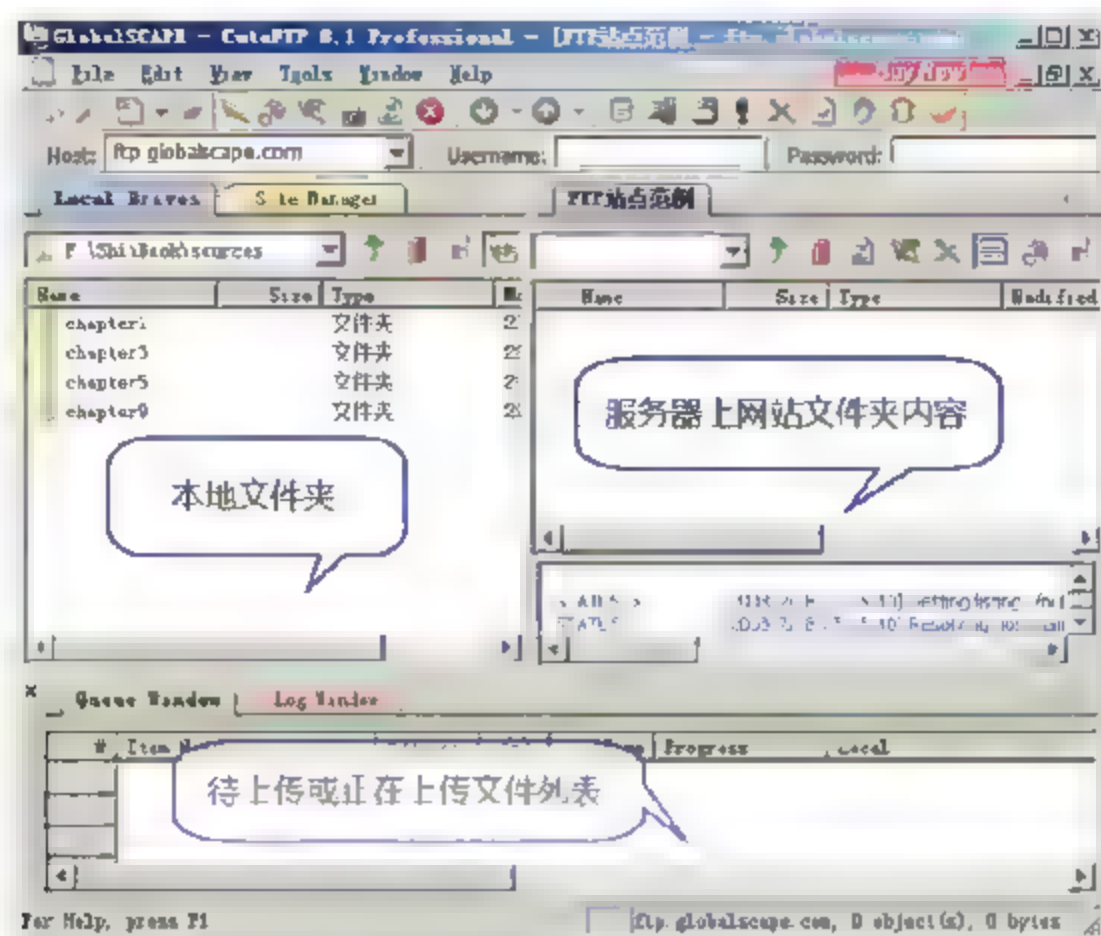 GlobalSCAPE - CuteFTP 8.1 Professional - [FTP站点范例 - ftp.globalscape.com]
File Edit View Tools Window Help
Host: ftp globalscape.com Username: Password:
Local Drives Site Manager FTP站点范例
Name Size Type Name Size Type Modified
chapter1 文件夹
chapter3 文件夹
chapter5 文件夹
chapter9 文件夹
服务器上网站文件夹内容
本地文件夹
Queue Window Log Window
# Item Progress Local
待上传或正在上传文件列表
For Help, press F1 ftp.globalscape.com, 0 object(s), 0 bytes